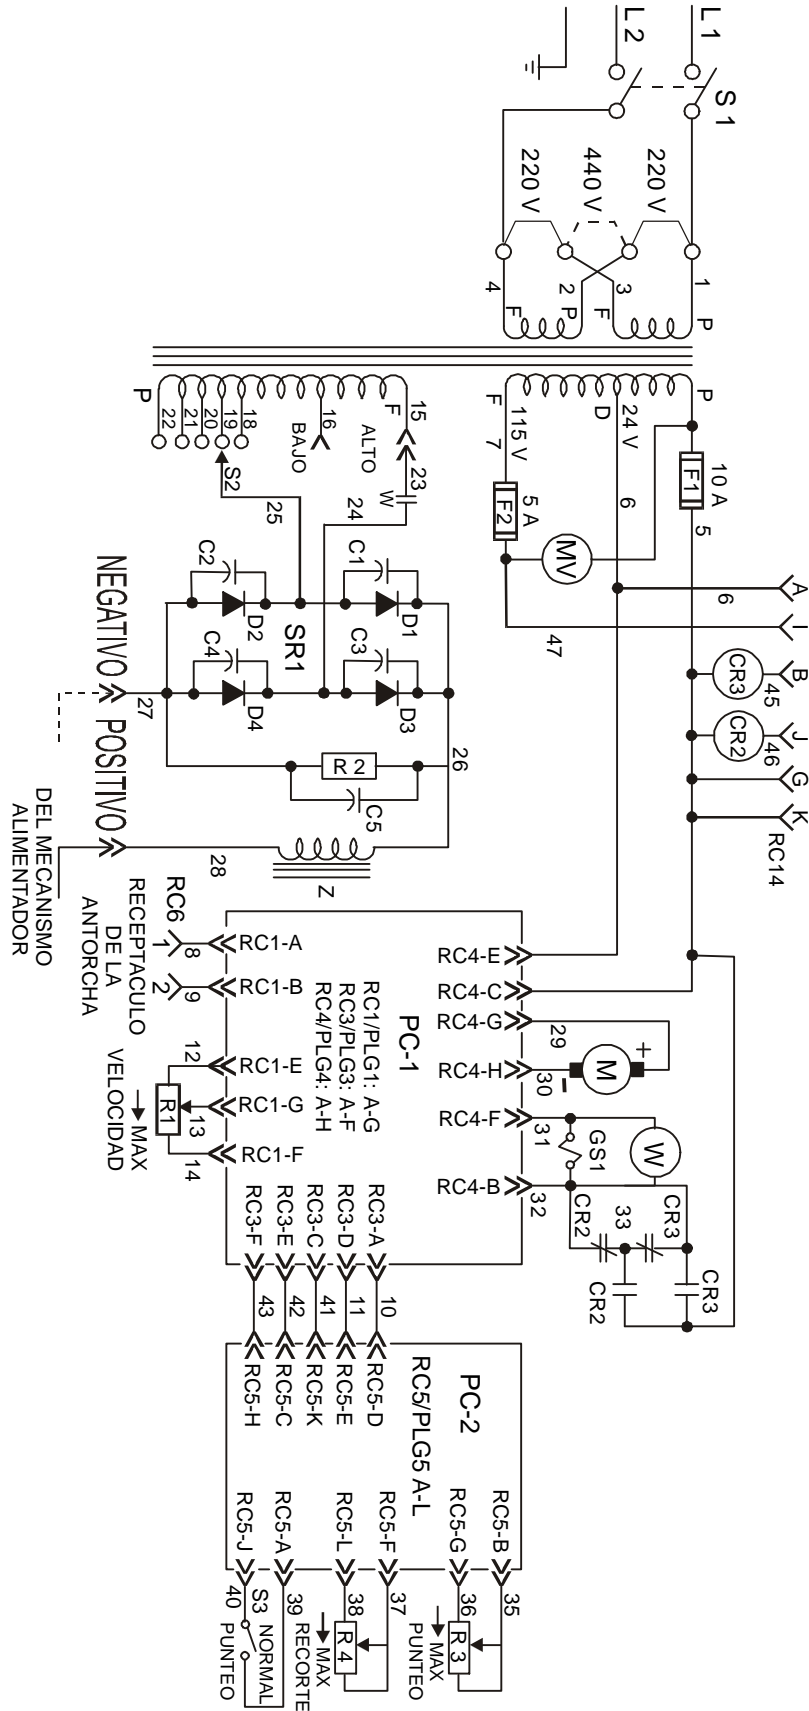 L 1
L 2
S 1
220 V
440 V
220 V
1
3
2
4
P
F
P
F
P
24 V
D
115 V
F
7
10 A
F1
5
6
5 A
F2
MV
A
6
I
47
B
CR3
45
J
CR2
46
G
K
RC14
15
F
ALTO
23
W
24
16
BAJO
18
19
20
21
22
P
S2
25
C1
C2
D1
D2
SR1
C3
C4
D3
D4
26
R 2
C5
27
28
Z
NEGATIVO
POSITIVO
DEL MECANISMO
ALIMENTADOR
RC6
1
8
2
9
RECEPTACULO
DE LA
ANTORCHA
RC1-A
RC1-B
RC1-E
RC1-G
RC1-F
12
13
14
R1
MAX
VELOCIDAD
PC-1
RC1/PLG1: A-G
RC3/PLG3: A-F
RC4/PLG4: A-H
RC4-E
RC4-C
RC4-G
RC4-H
RC4-F
RC4-B
29
30
+
M
31
32
GS1
W
CR2
33
CR3
CR2
CR3
RC3-A
RC3-D
RC3-C
RC3-E
RC3-F
10
11
41
42
43
RC5-D
RC5-E
RC5-K
RC5-C
RC5-H
PC-2
RC5/PLG5 A-L
RC5-B
RC5-G
RC5-F
RC5-L
RC5-A
RC5-J
35
36
R 3
MAX
PUNTEO
37
38
R 4
MAX
RECORTE
39
40
S3
NORMAL
PUNTEO